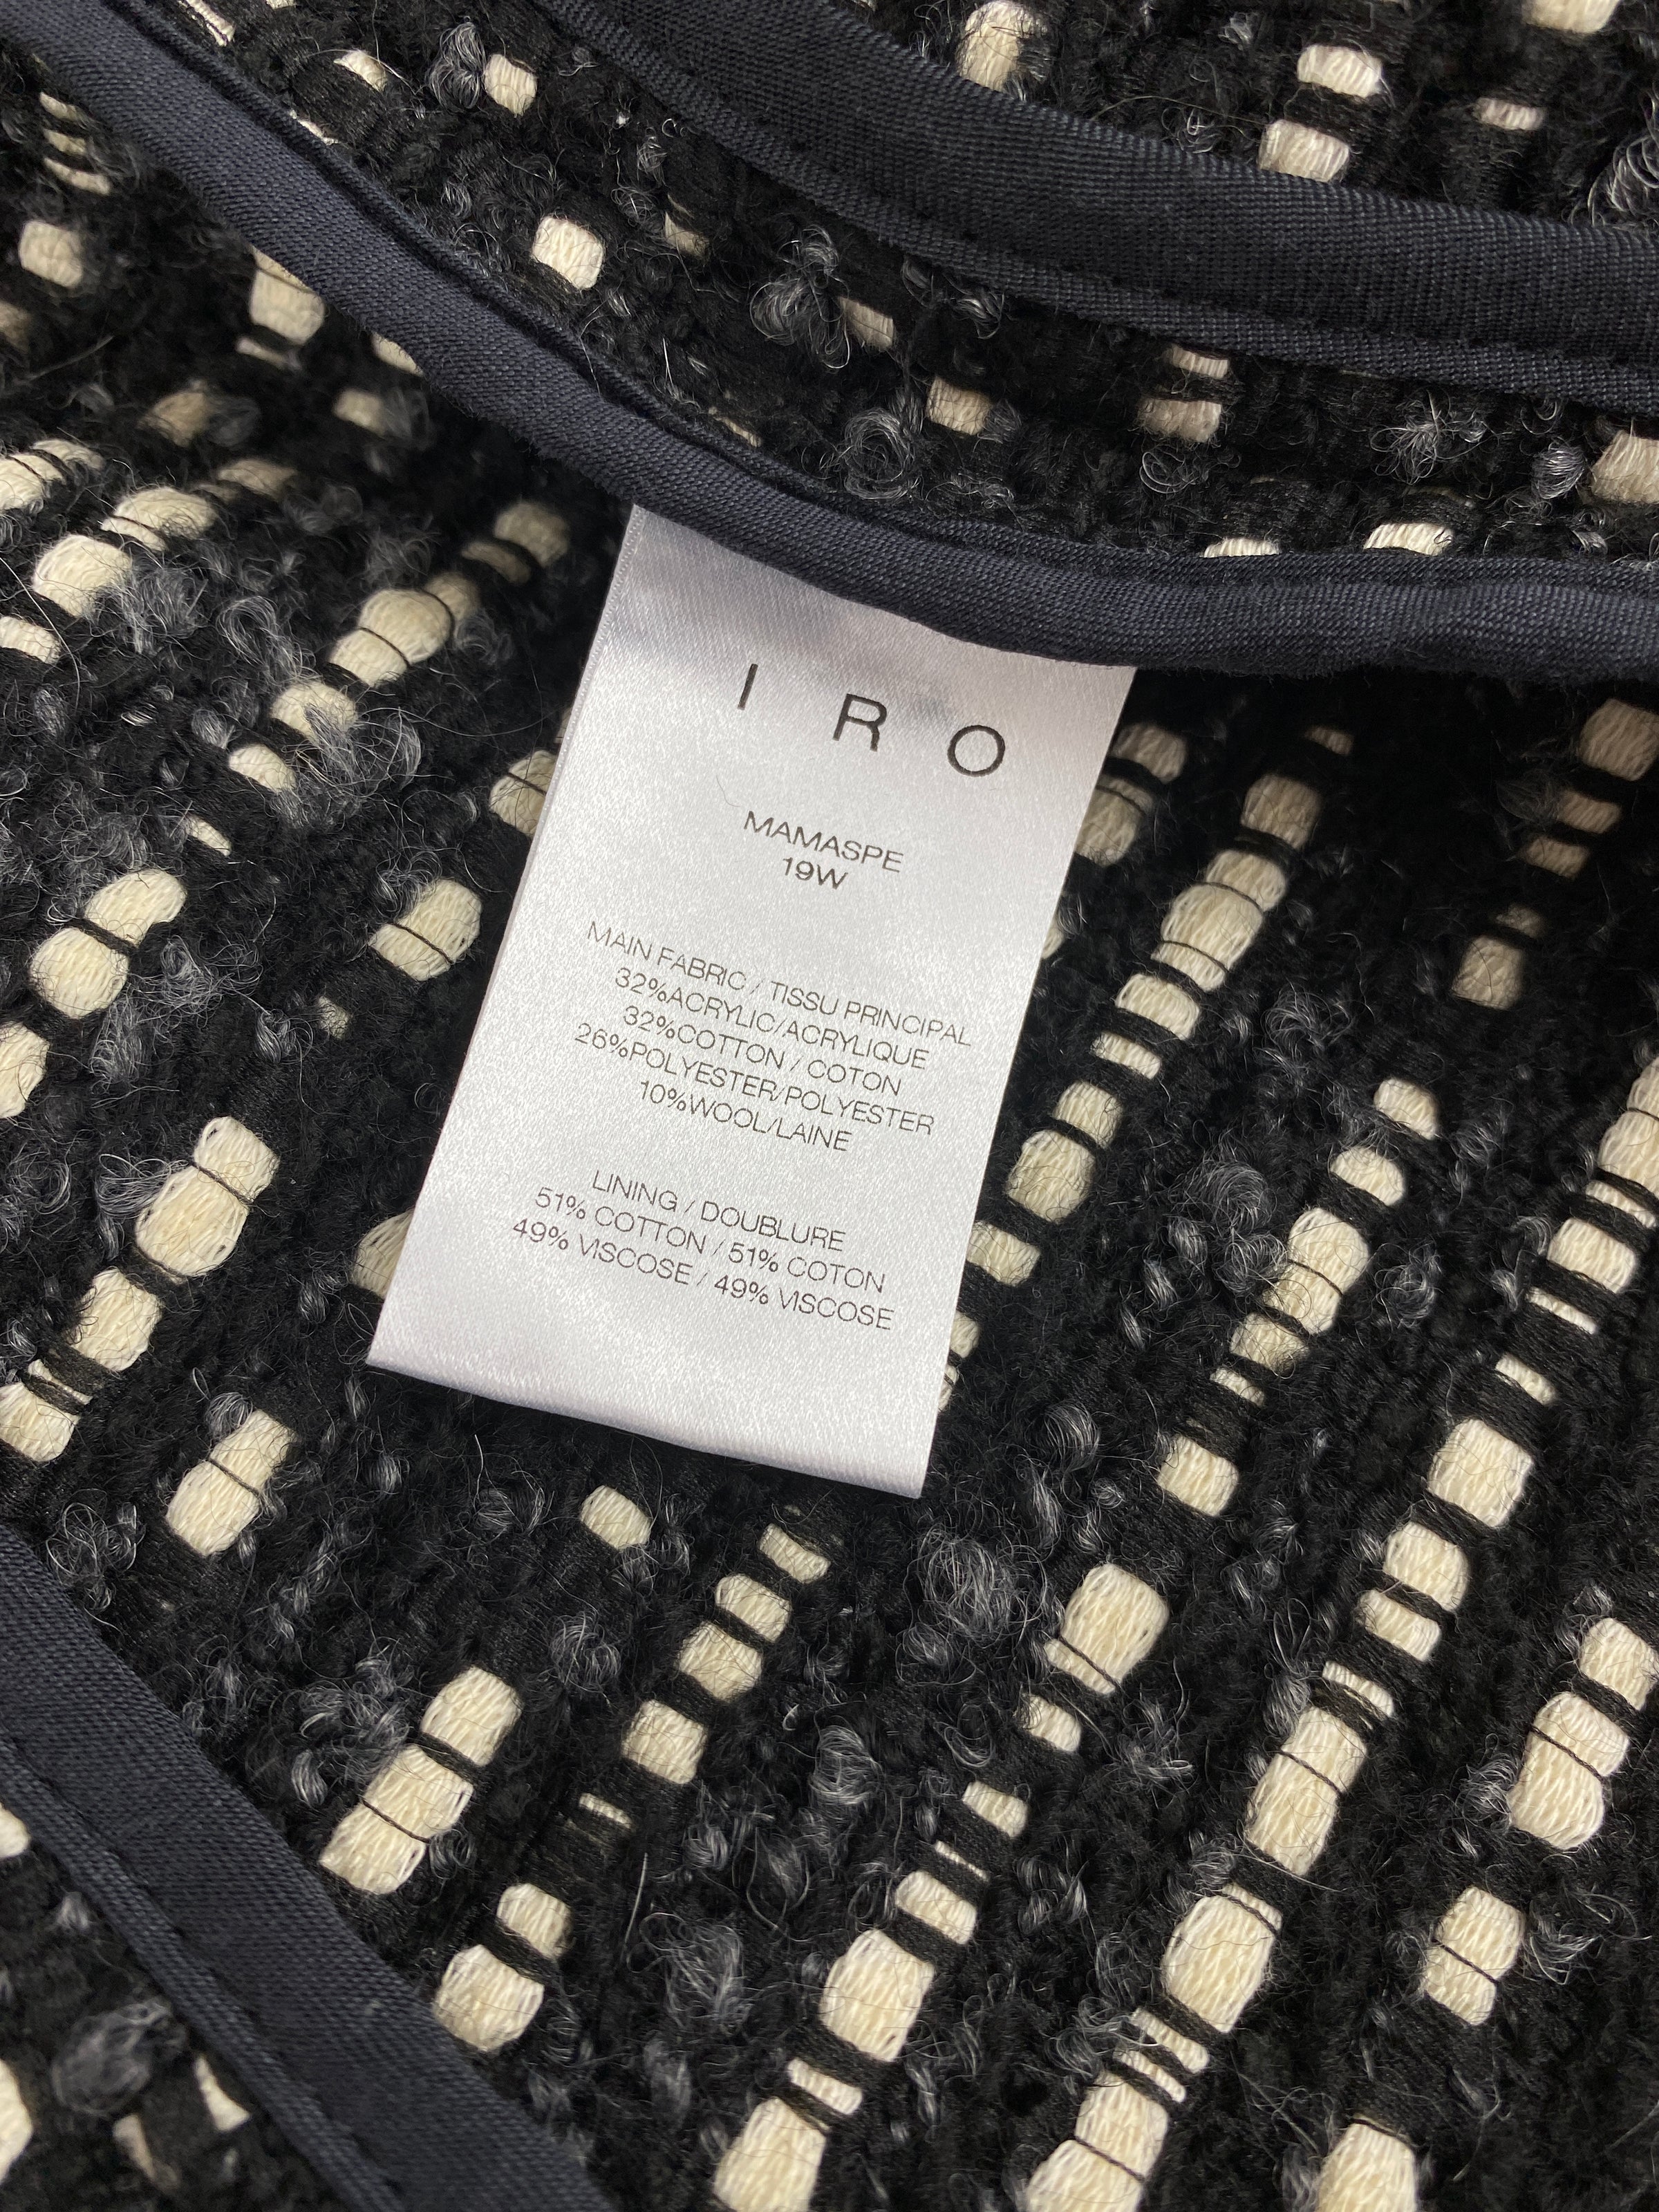 IRO
MAMASPE
19W
MAIN FABRIC / TISSU PRINCIPAL
32%ACRYLIC/ACRYLIQUE
32%COTTON / COTON
26%POLYESTER/POLYESTER
10%WOOL/LAINE
LINING / DOUBLURE
51% COTTON / 51% COTON
49% VISCOSE / 49% VISCOSE